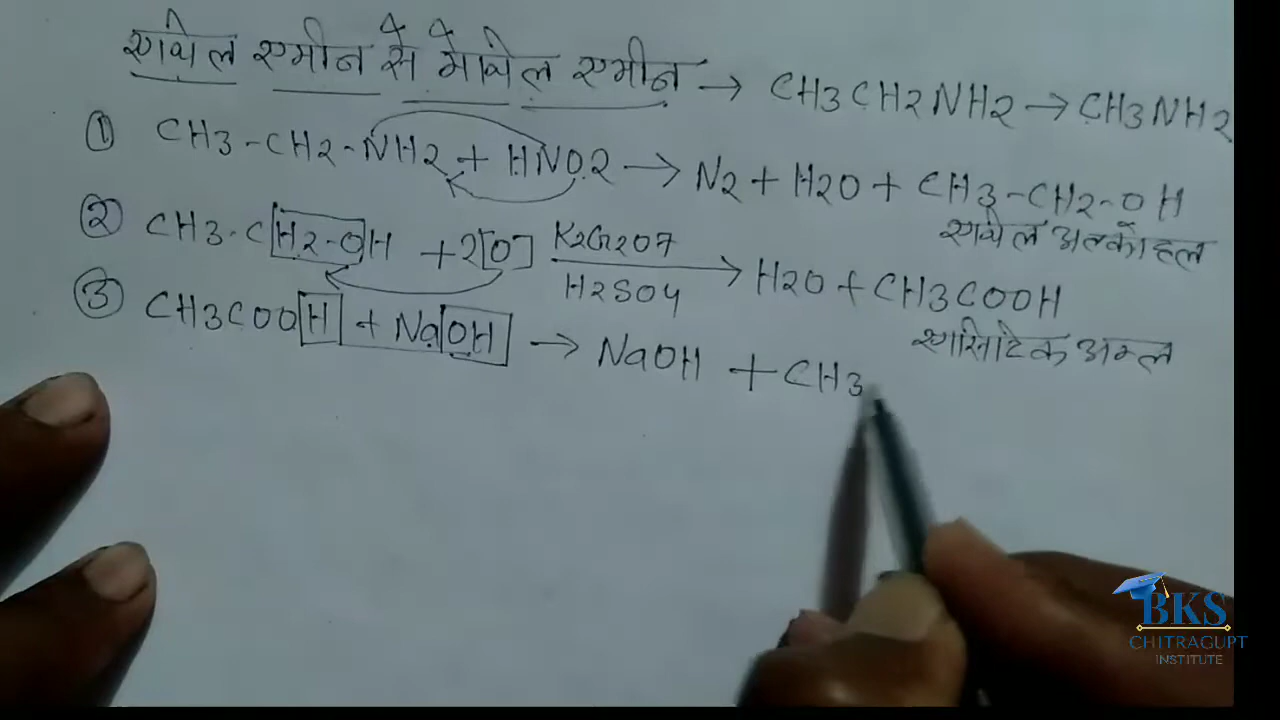 एथिल एमीन से मेथिल एमीन → CH3CH2NH2 → CH3NH2
① CH3-CH2-NH2 + HNO2 → N2 + H2O + CH3-CH2-OH
एथिल अल्कोहल
② CH3-CH2-OH + 2[O] K2Cr2O7 / H2SO4 → H2O + CH3COOH
एसिटिक अम्ल
③ CH3COOH + NaOH → NaOH + CH3
BKS
CHITRAGUPT
INSTITUTE